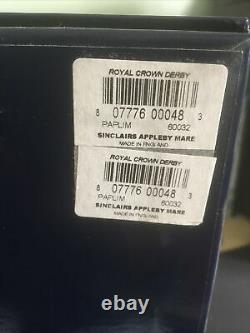 ROYAL CROWN DERBY
8 07776 00048 3
PAPLIM 60032
SINCLAIRS APPLEBY MARE
MADE IN ENGLAND
ROYAL CROWN DERBY
8 07776 00048 3
PAPLIM 60032
SINCLAIRS APPLEBY MARE
MADE IN ENGLAND